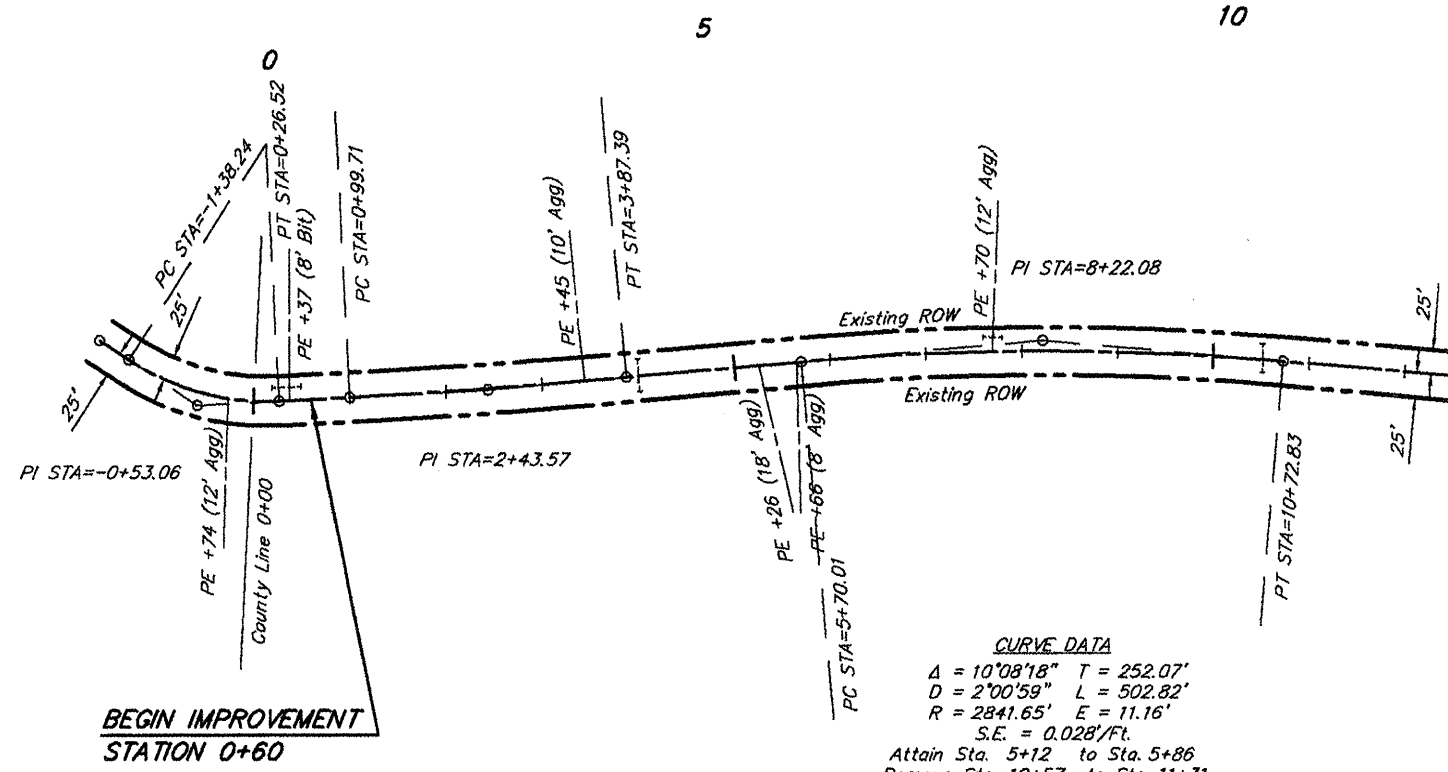 5
10
0
PC STA=-1+38.24
PT STA=0+26.52
PE +37 (8' Bit)
PC STA=0+99.71
PE +45 (10' Agg)
PT STA=3+87.39
PE +70 (12' Agg)
PI STA=8+22.08
25'
25'
Existing ROW
Existing ROW
25'
25'
PI STA=-0+53.06
PE +74 (12' Agg)
County Line 0+00
PI STA=2+43.57
PE +26 (18' Agg)
PE +66 (8' Agg)
PC STA=5+70.01
PT STA=10+72.83
BEGIN IMPROVEMENT
STATION 0+60
CURVE DATA
Δ = 10°08'18" T = 252.07'
D = 2°00'59" L = 502.82'
R = 2841.65' E = 11.16'
S.E. = 0.028'/Ft.
Attain Sta. 5+12 to Sta. 5+86